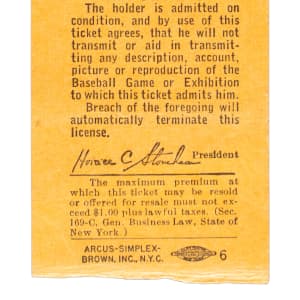 The holder is admitted on
condition, and by use of this
ticket agrees, that he will not
transmit or aid in transmit-
ting any description, account,
picture or reproduction of the
Baseball Game or Exhibition
to which this ticket admits him.
Breach of the foregoing will
automatically terminate this
license.
Horace C Stoneham President
The maximum premium at
which this ticket may be resold
or offered for resale must not ex-
ceed $1.00 plus lawful taxes. (Sec.
169-C, Gen. Business Law, State of
New York.)
ARCUS-SIMPLEX-
BROWN, INC., N.Y.C. 6